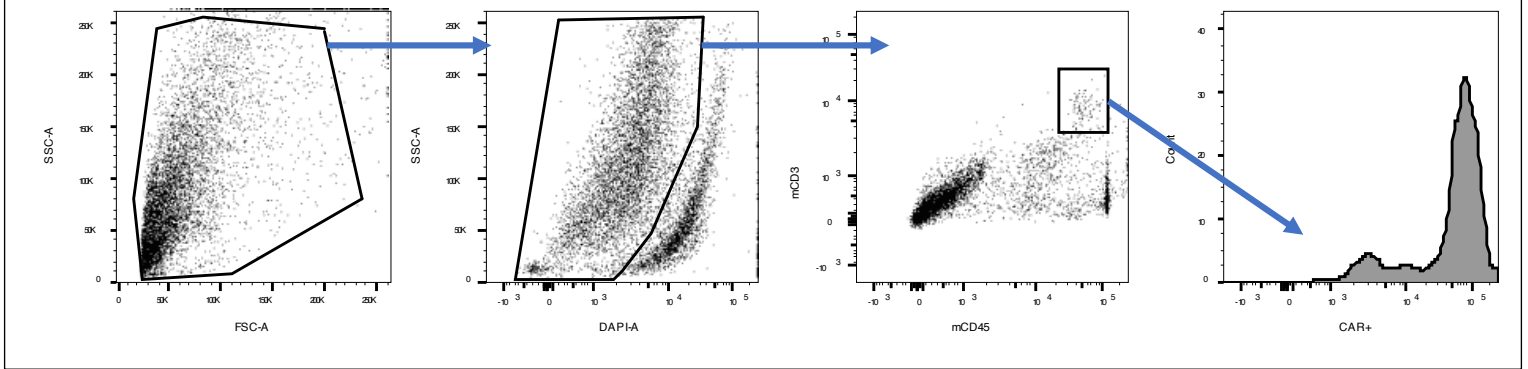 250K
200K
150K
100K
50K
0
SSC-A
0 50K 100K 150K 200K 250K
FSC-A
250K
200K
150K
100K
50K
0
SSC-A
-10 3 0 10 3 10 4 10 5
DAPI-A
10 5
10 4
10 3
0
-10 3
mCD3
-10 3 0 10 3 10 4 10 5
mCD45
40
30
20
10
0
Count
-10 3 0 10 3 10 4 10 5
CAR+